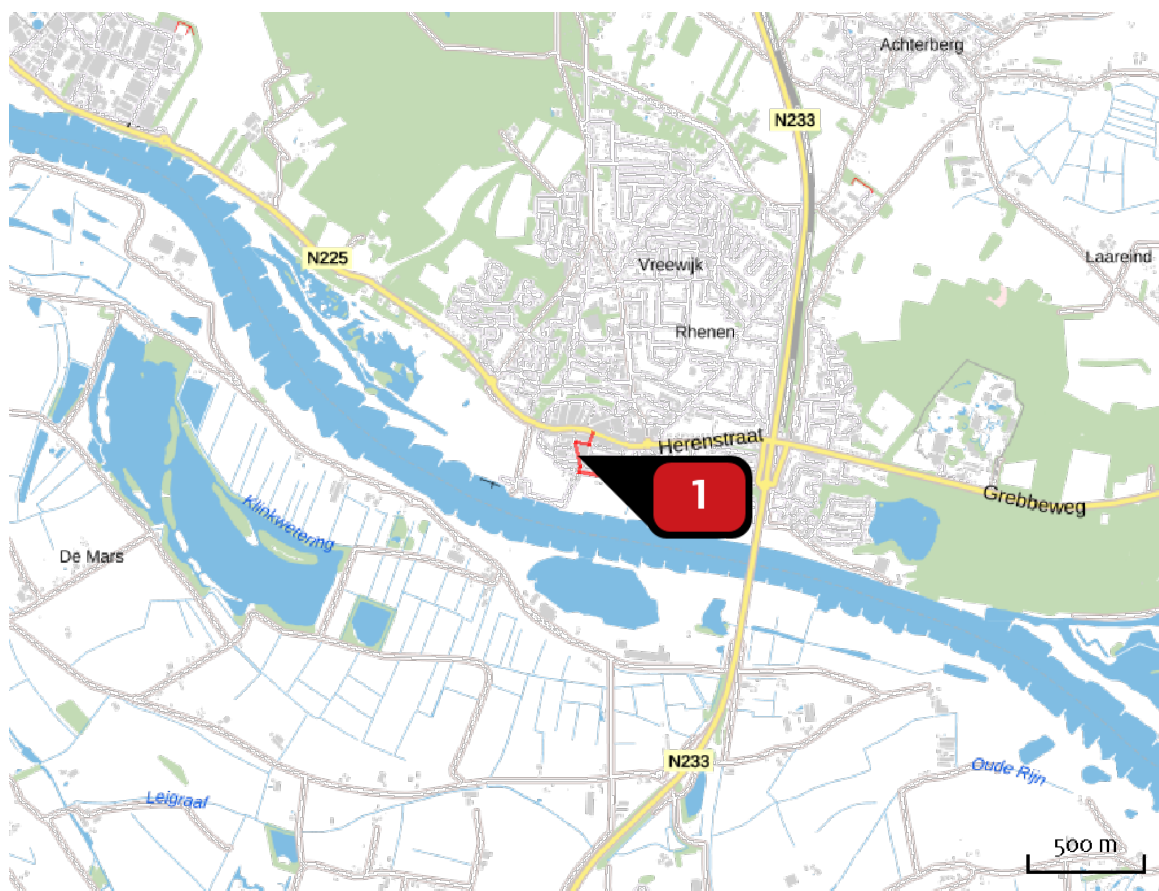 Achterberg
N233
N225
Vreewijk
Laareind
Rhenen
Herenstraat
1
Grebbeweg
Klinkwetering
De Mars
N233
Oude Rijn
Leigraaf
500 m